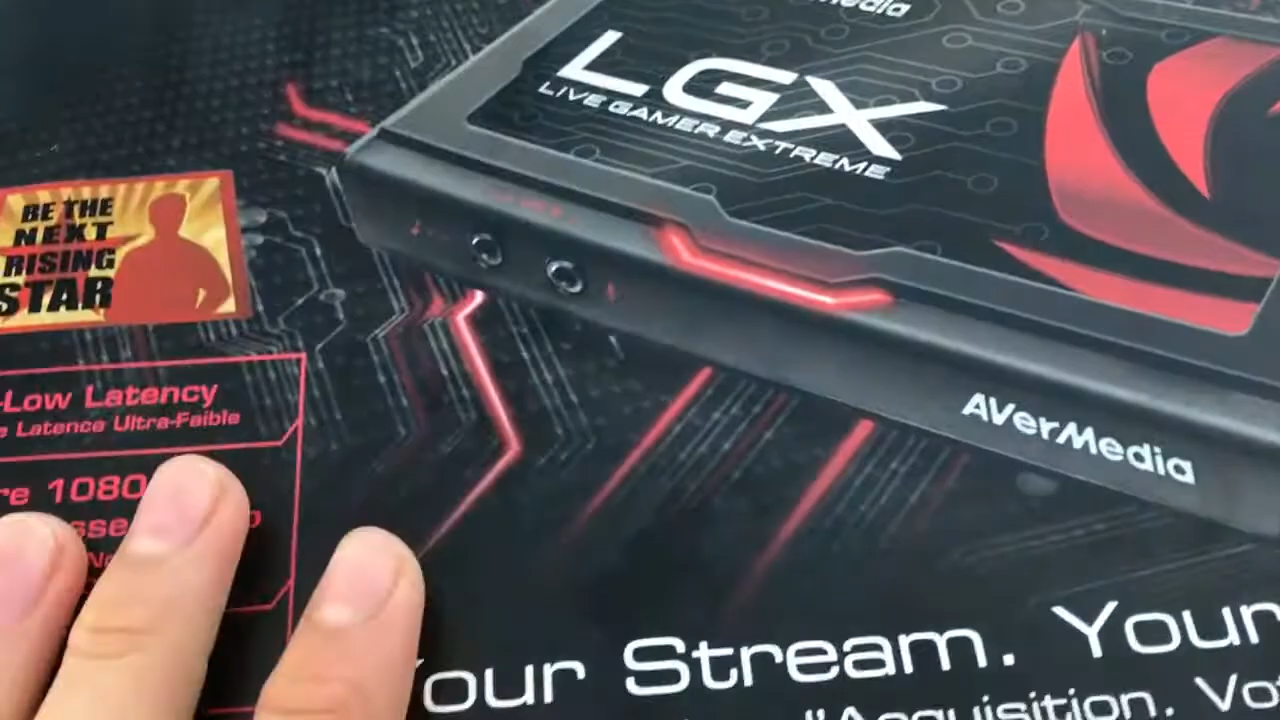 LGX
LIVE GAMER EXTREME
BE THE
NEXT
RISING
STAR
-Low Latency
Latence Ultra-Faible
1080
AVerMedia
Your Stream. Your
l'Acquisition.